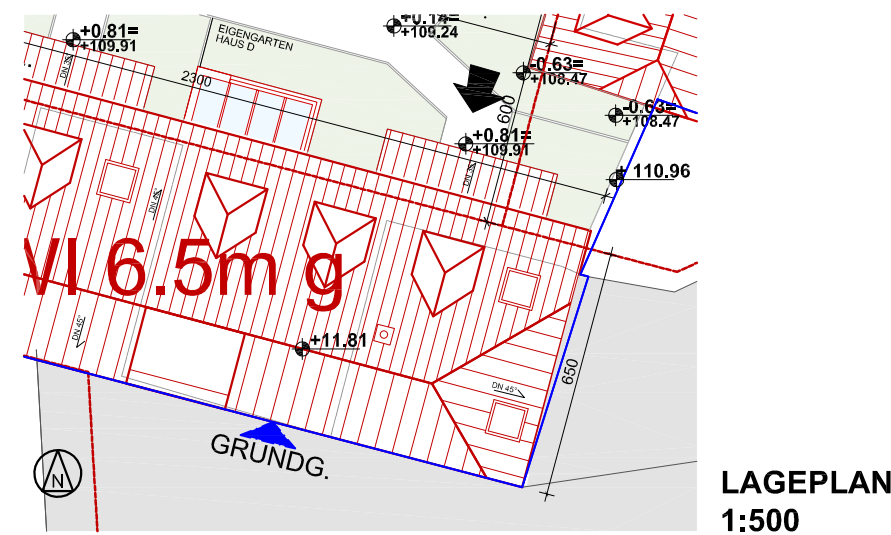 +0.81=
+109.91
EIGENGARTEN
HAUS D
+0.14=
+109.24
-0.63=
+108.47
2300
600
-0.63=
+108.47
+0.81=
+109.91
+ 110.96
DN 45°
VI 6.5m g
DN 45°
+11.81
650
DN 45°
GRUNDG.
N
LAGEPLAN
1:500